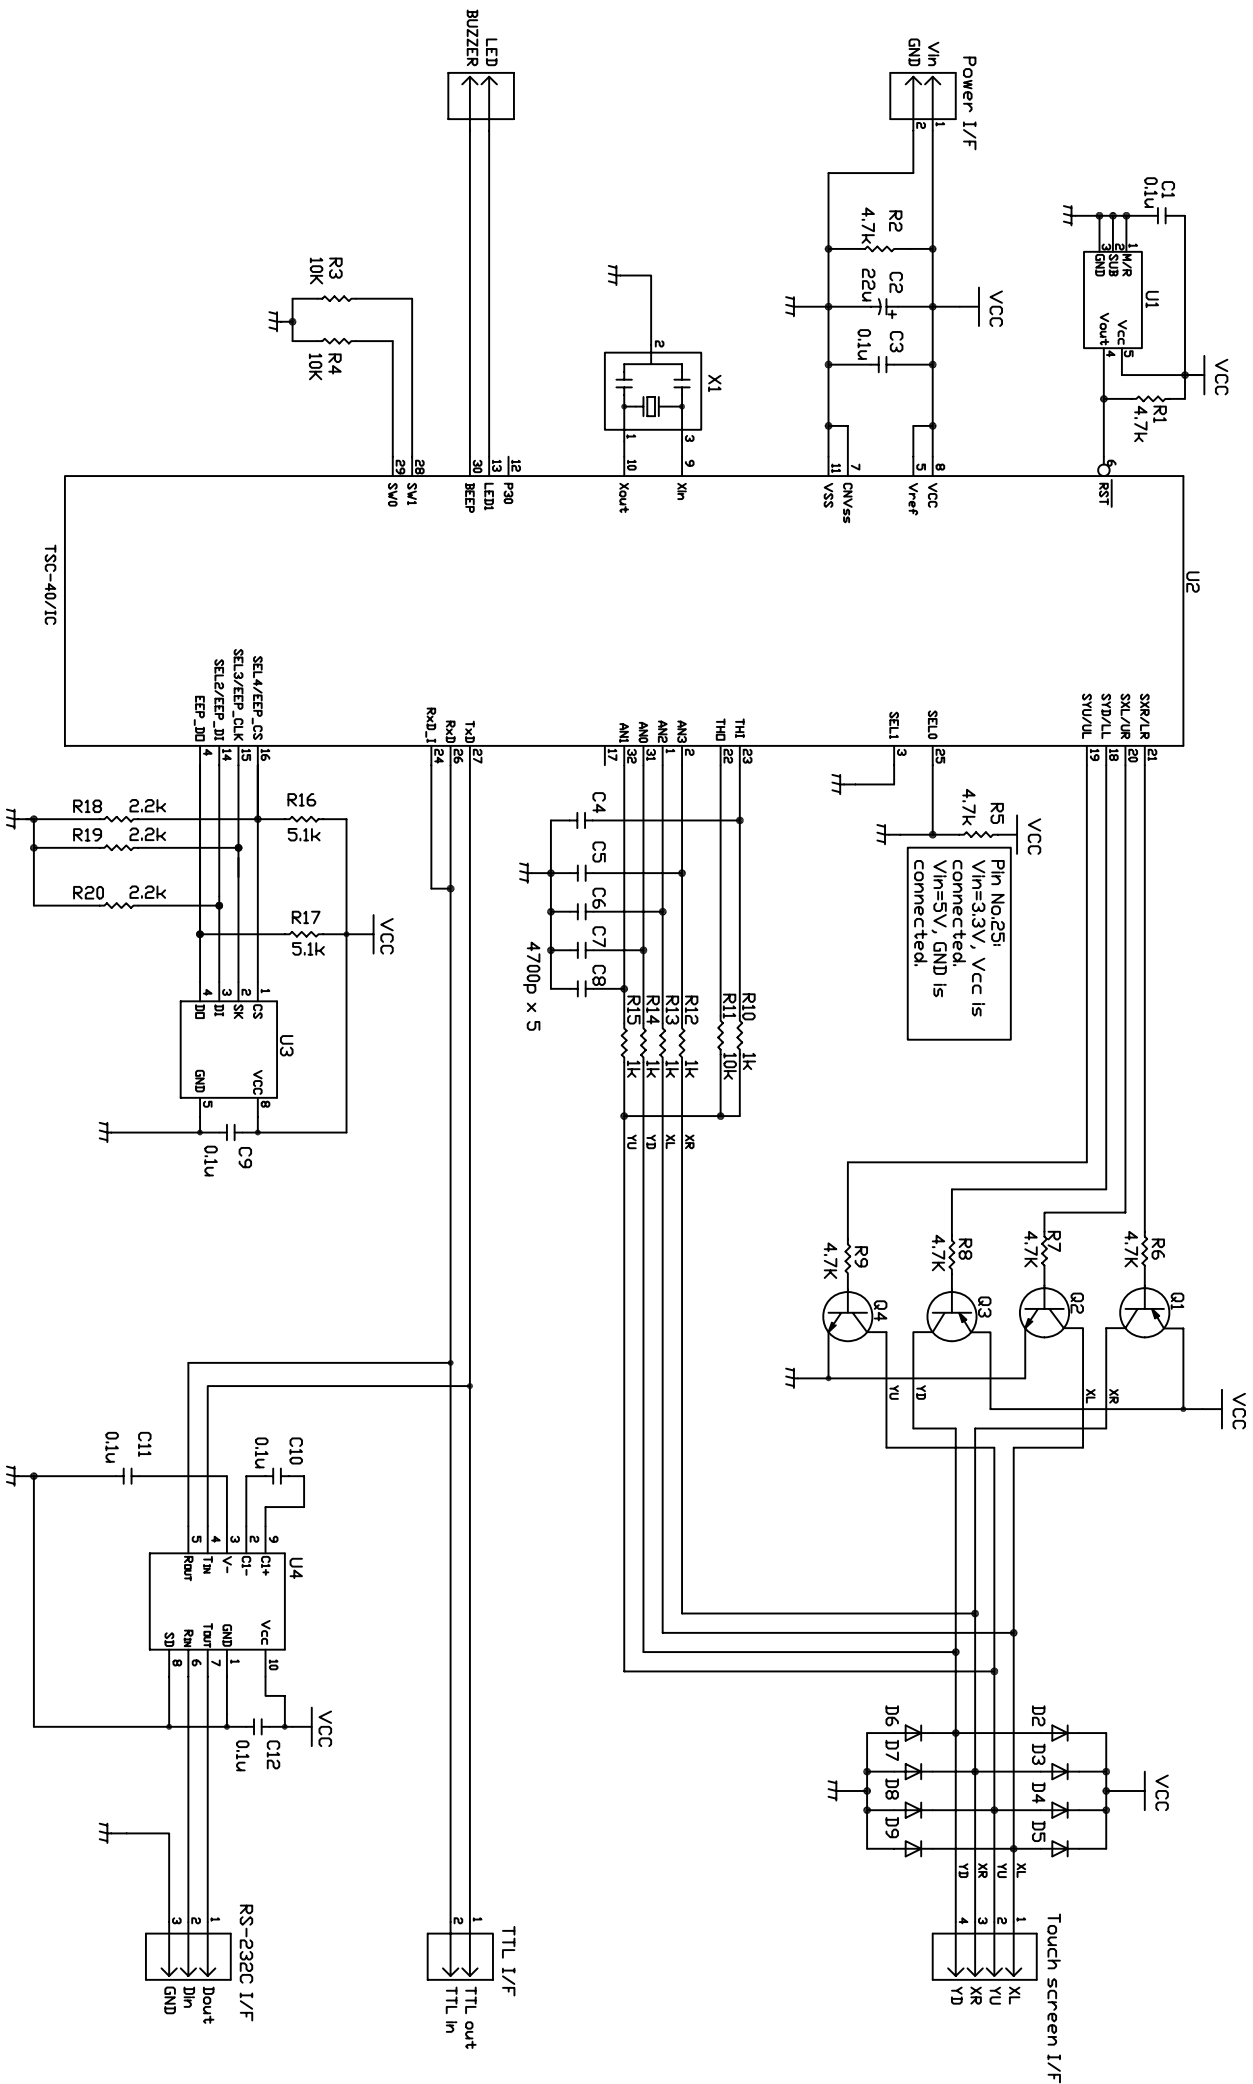 Power I/F
Vin
GND
1
2
LED
BUZZER
C1
0.1u
1
2
3
M/R
SUB
GND
U1
Vcc
Vout
5
4
VCC
R1
4.7k
R2
4.7k
C2
22u
+
C3
0.1u
VCC
X1
2
3
1
R3
10K
R4
10K
U2
TSC-40/IC
6
RST
8
VCC
5
Vref
7
CNVss
11
VSS
9
Xin
10
Xout
12
P30
13
LED1
30
BEEP
28
SW1
29
SW0
SXR/LR
21
SXL/UR
20
SYD/LL
18
SYU/UL
19
SEL0
25
SEL1
3
THI
23
THO
22
AN3
2
AN2
1
AN0
31
AN1
32
17
TxD
27
RxD
26
RxD_I
24
SEL4/EEP_CS
16
SEL3/EEP_CLK
15
SEL2/EEP_DI
14
EEP_DO
4
VCC
R5
4.7k
Pin No.25:
Vin=3.3V, Vcc is
connected.
Vin=5V, GND is
connected.
C4
C5
C6
C7
C8
4700p x 5
R10
1k
R11
10k
R12
1k
R13
1k
R14
1k
R15
1k
XR
XL
YD
YU
R16
5.1k
R17
5.1k
R18
2.2k
R19
2.2k
R20
2.2k
VCC
U3
1
CS
2
SK
3
DI
4
DO
VCC
8
GND
5
C9
0.1u
R6
4.7K
R7
4.7K
R8
4.7K
R9
4.7K
Q1
Q2
Q3
Q4
VCC
XR
XL
YD
YU
C10
0.1u
C11
0.1u
U4
9
C1+
2
C1-
3
V-
4
TIN
5
ROUT
Vcc
10
GND
1
TOUT
7
RIN
6
SD
8
VCC
C12
0.1u
D2
D3
D4
D5
D6
D7
D8
D9
VCC
XL
YU
XR
YD
Touch screen I/F
1
XL
2
YU
3
XR
4
YD
TTL I/F
1
TTL out
2
TTL in
RS-232C I/F
1
Dout
2
Din
3
GND